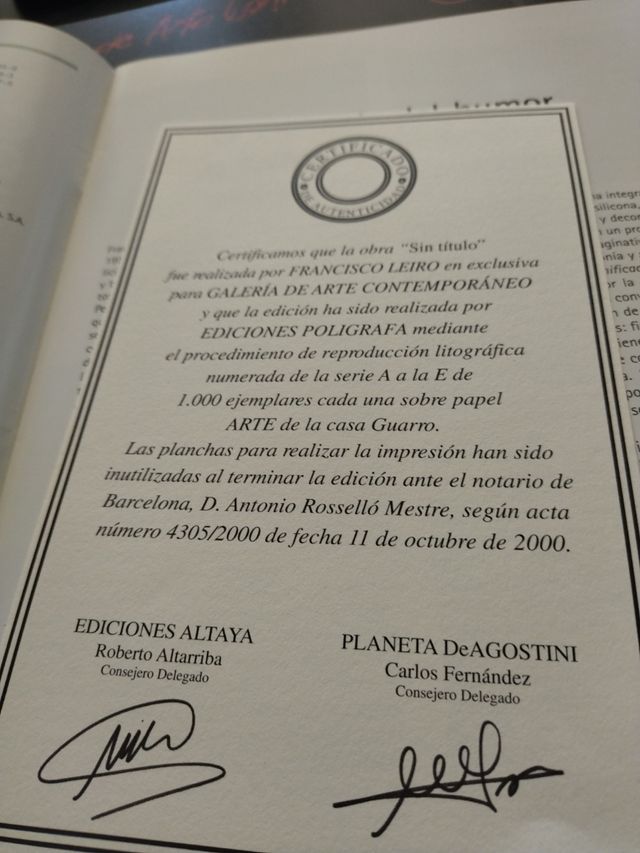 CERTIFICADO
DE AUTENTICIDAD
Certificamos que la obra "Sin título"
fue realizada por FRANCISCO LEIRO en exclusiva
para GALERÍA DE ARTE CONTEMPORÁNEO
y que la edición ha sido realizada por
EDICIONES POLIGRAFA mediante
el procedimiento de reproducción litográfica
numerada de la serie A a la E de
1.000 ejemplares cada una sobre papel
ARTE de la casa Guarro.
Las planchas para realizar la impresión han sido
inutilizadas al terminar la edición ante el notario de
Barcelona, D. Antonio Rosselló Mestre, según acta
número 4305/2000 de fecha 11 de octubre de 2000.
EDICIONES ALTAYA
Roberto Altarriba
Consejero Delegado
PLANETA DeAGOSTINI
Carlos Fernández
Consejero Delegado